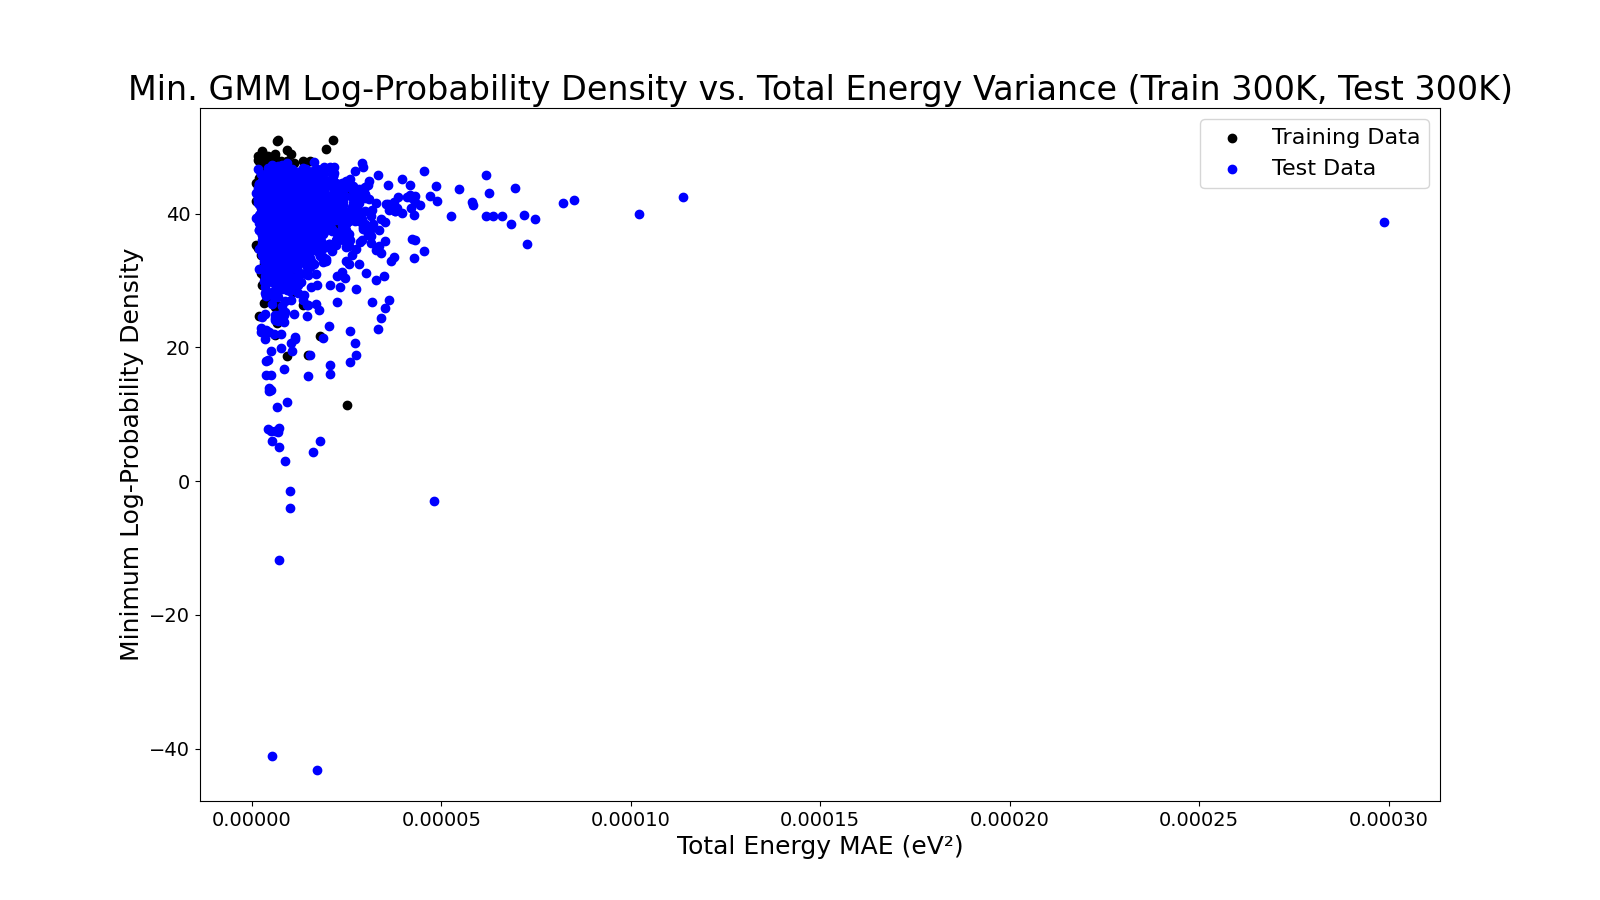 Min. GMM Log-Probability Density vs. Total Energy Variance (Train 300K, Test 300K)
Training Data
Test Data
Minimum Log-Probability Density
40
20
0
−20
−40
0.00000
0.00005
0.00010
0.00015
0.00020
0.00025
0.00030
Total Energy MAE (eV²)